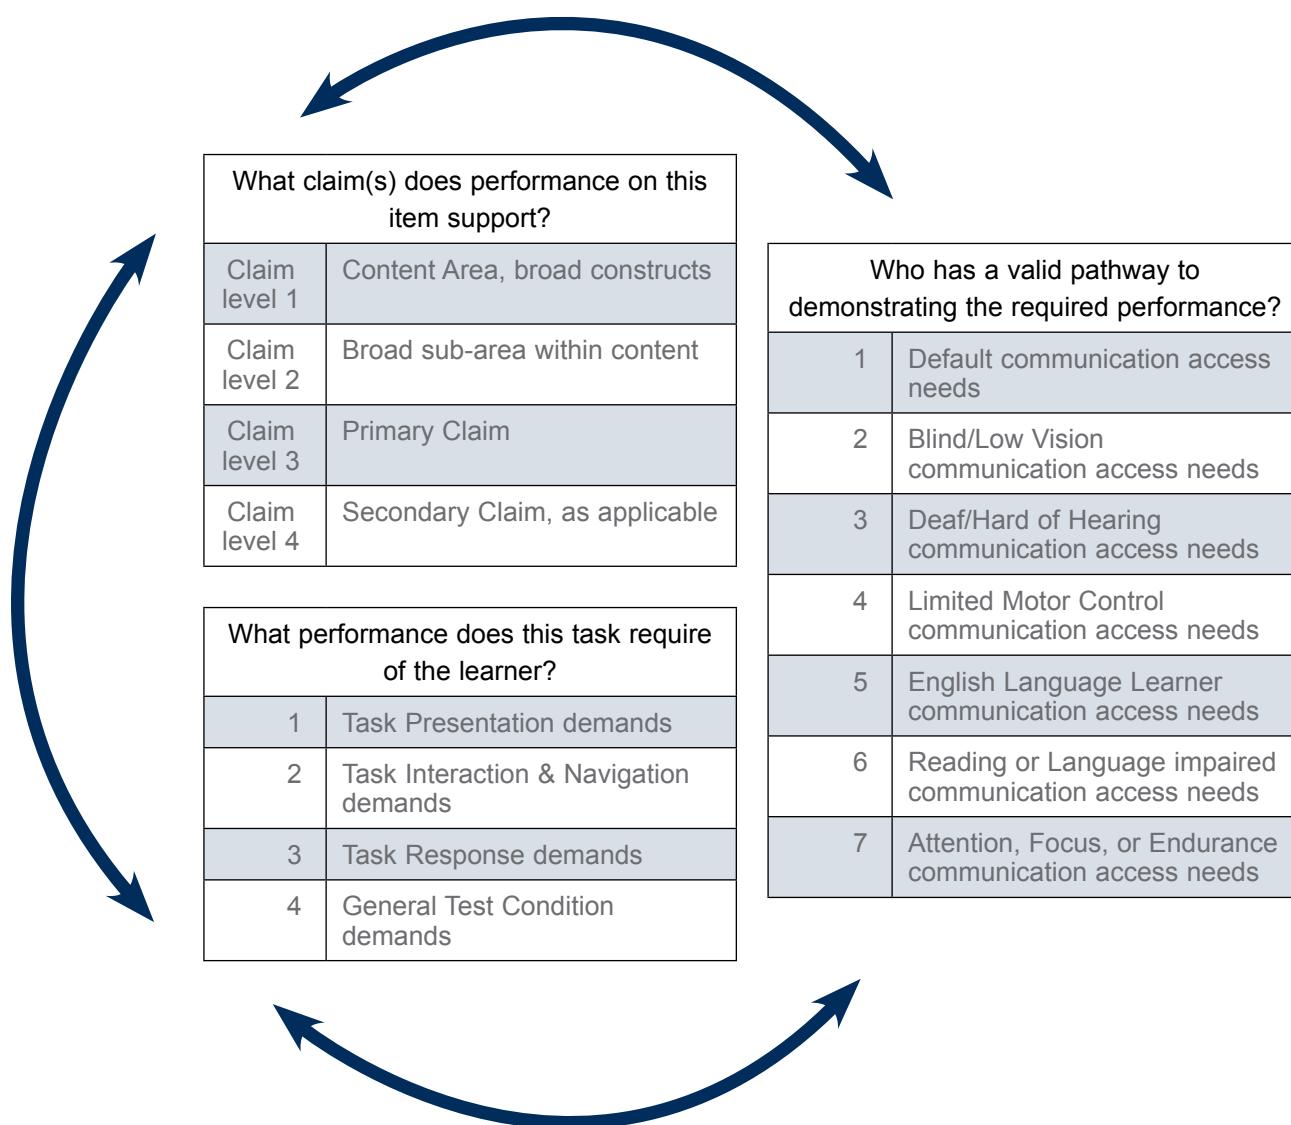 What claim(s) does performance on this
item support?
Claim
level 1
Content Area, broad constructs
Claim
level 2
Broad sub-area within content
Claim
level 3
Primary Claim
Claim
level 4
Secondary Claim, as applicable
What performance does this task require
of the learner?
1 Task Presentation demands
2 Task Interaction & Navigation
demands
3 Task Response demands
4 General Test Condition
demands
Who has a valid pathway to
demonstrating the required performance?
1 Default communication access
needs
2 Blind/Low Vision
communication access needs
3 Deaf/Hard of Hearing
communication access needs
4 Limited Motor Control
communication access needs
5 English Language Learner
communication access needs
6 Reading or Language impaired
communication access needs
7 Attention, Focus, or Endurance
communication access needs